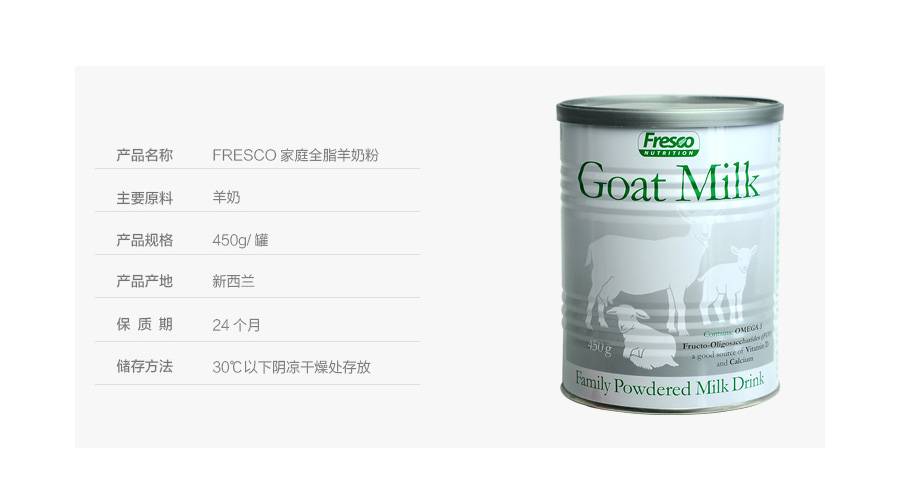 产品名称 FRESCO 家庭全脂羊奶粉
主要原料 羊奶
产品规格 450g/ 罐
产品产地 新西兰
保 质 期 24 个月
储存方法 30℃以下阴凉干燥处存放
Fresco
NUTRITION
Goat Milk
Contains OMEGA 3
Fructo-Oligosaccharides
a good source of Vitamin D
and Calcium
450 g
Family Powdered Milk Drink